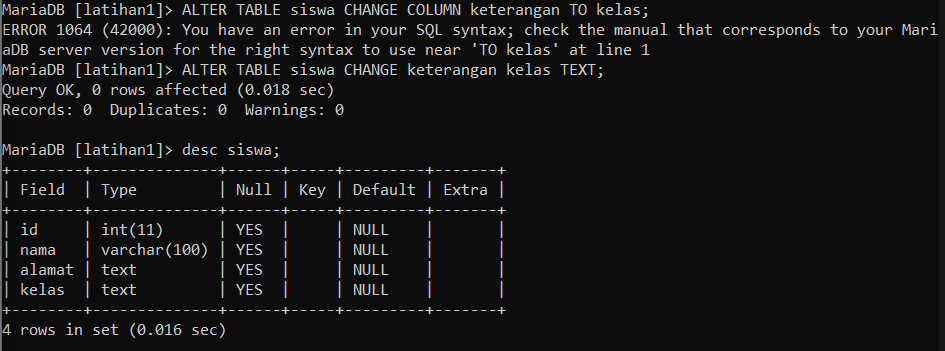 MariaDB [latihan1]> ALTER TABLE siswa CHANGE COLUMN keterangan TO kelas;
ERROR 1064 (42000): You have an error in your SQL syntax; check the manual that corresponds to your Mari
aDB server version for the right syntax to use near 'TO kelas' at line 1
MariaDB [latihan1]> ALTER TABLE siswa CHANGE keterangan kelas TEXT;
Query OK, 0 rows affected (0.018 sec)
Records: 0  Duplicates: 0  Warnings: 0

MariaDB [latihan1]> desc siswa;
+--------+--------------+------+-----+---------+-------+
| Field  | Type         | Null | Key | Default | Extra |
+--------+--------------+------+-----+---------+-------+
| id     | int(11)      | YES  |     | NULL    |       |
| nama   | varchar(100) | YES  |     | NULL    |       |
| alamat | text         | YES  |     | NULL    |       |
| kelas  | text         | YES  |     | NULL    |       |
+--------+--------------+------+-----+---------+-------+
4 rows in set (0.016 sec)